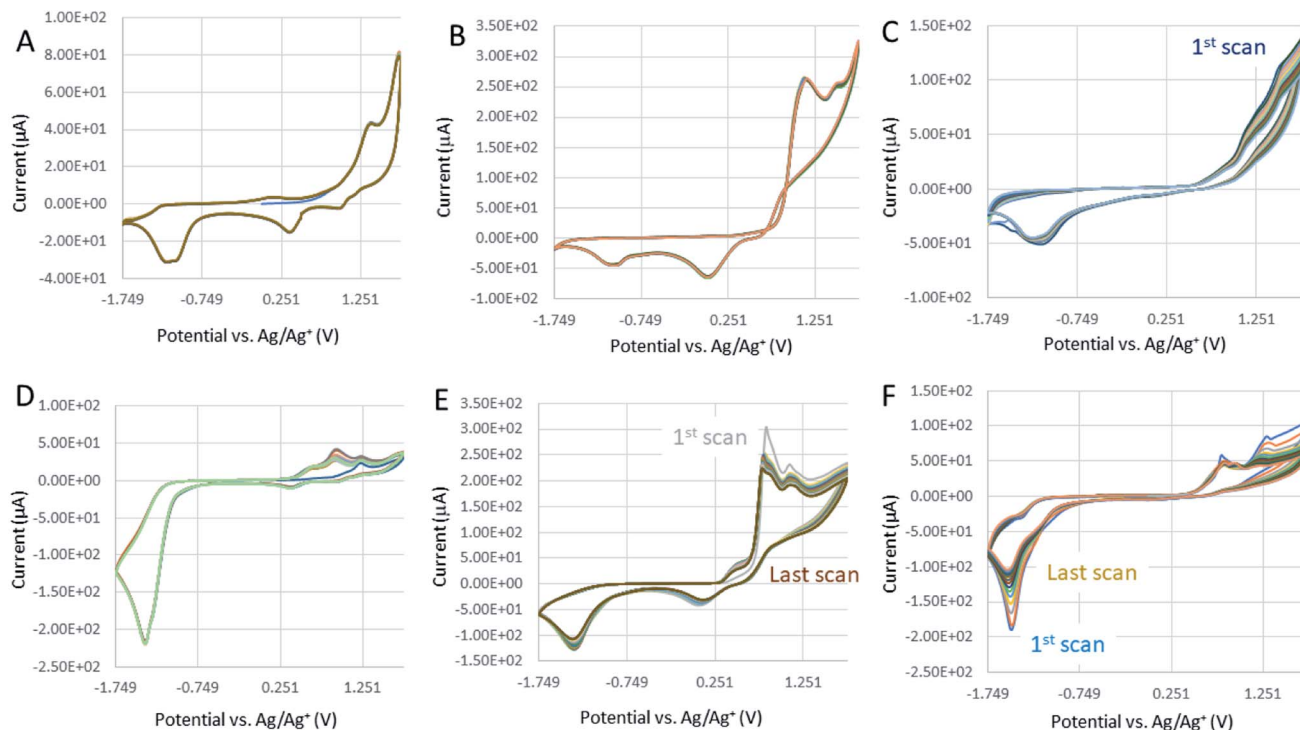 A
1.00E+02
8.00E+01
6.00E+01
4.00E+01
2.00E+01
0.00E+00
-2.00E+01
-4.00E+01
Current (µA)
-1.749 -0.749 0.251 1.251
Potential vs. Ag/Ag⁺ (V)
B
3.50E+02
3.00E+02
2.50E+02
2.00E+02
1.50E+02
1.00E+02
5.00E+01
0.00E+00
-5.00E+01
-1.00E+02
Current (µA)
-1.749 -0.749 0.251 1.251
Potential vs. Ag/Ag⁺ (V)
C
1ˢᵗ scan
1.50E+02
1.00E+02
5.00E+01
0.00E+00
-5.00E+01
-1.00E+02
Current (µA)
-1.749 -0.749 0.251 1.251
Potential vs. Ag/Ag⁺ (V)
D
1.00E+02
5.00E+01
0.00E+00
-5.00E+01
-1.00E+02
-1.50E+02
-2.00E+02
-2.50E+02
Current (µA)
-1.749 -0.749 0.251 1.251
Potential vs. Ag/Ag⁺ (V)
E
3.50E+02
3.00E+02
2.50E+02
2.00E+02
1.50E+02
1.00E+02
5.00E+01
0.00E+00
-5.00E+01
-1.00E+02
-1.50E+02
Current (µA)
1ˢᵗ scan
Last scan
-1.749 -0.749 0.251 1.251
Potential vs. Ag/Ag⁺ (V)
F
1.50E+02
1.00E+02
5.00E+01
0.00E+00
-5.00E+01
-1.00E+02
-1.50E+02
-2.00E+02
-2.50E+02
Current (µA)
Last scan
1ˢᵗ scan
-1.749 -0.749 0.251 1.251
Potential vs. Ag/Ag⁺ (V)